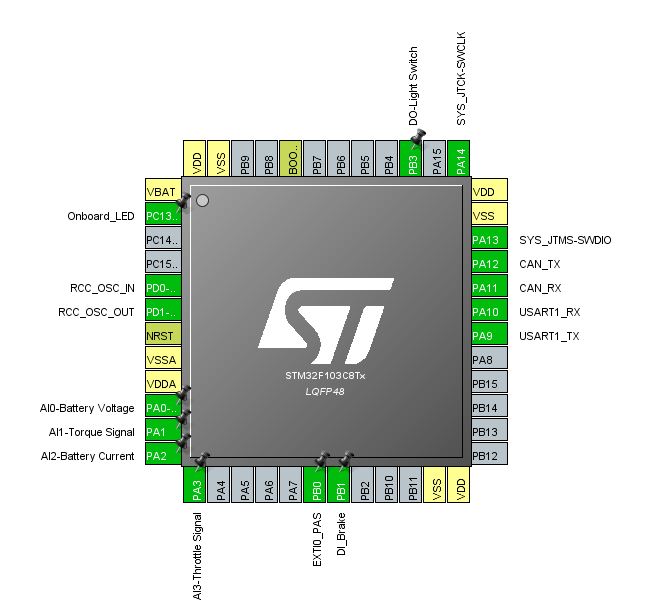 DO-Light Switch
SYS_JTCK-SWCLK
VDD
VSS
PB9
PB8
BOO..
PB7
PB6
PB5
PB4
PB3
PA15
PA14
VBAT
Onboard_LED PC13..
PC14..
PC15..
RCC_OSC_IN PD0-..
RCC_OSC_OUT PD1-..
NRST
VSSA
VDDA
AI0-Battery Voltage PA0-..
AI1-Torque Signal PA1
AI2-Battery Current PA2
ST
STM32F103C8Tx
LQFP48
VDD
VSS
PA13 SYS_JTMS-SWDIO
PA12 CAN_TX
PA11 CAN_RX
PA10 USART1_RX
PA9 USART1_TX
PA8
PB15
PB14
PB13
PB12
PA3
PA4
PA5
PA6
PA7
PB0
PB1
PB2
PB10
PB11
VSS
VDD
AI3-Throttle Signal
EXTI0_PAS
DI_Brake